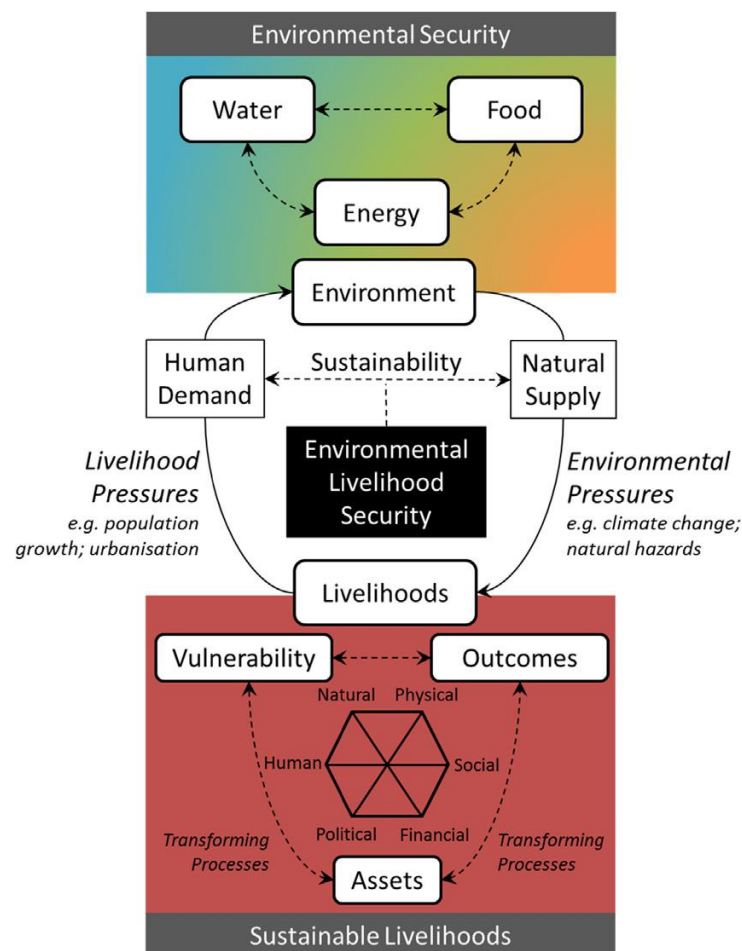 Environmental Security
Water
Food
Energy
Environment
Human
Demand
Sustainability
Natural
Supply
Environmental
Livelihood
Security
Livelihood
Pressures
e.g. population
growth; urbanisation
Environmental
Pressures
e.g. climate change;
natural hazards
Livelihoods
Vulnerability
Outcomes
Natural
Physical
Human
Social
Political
Financial
Transforming
Processes
Transforming
Processes
Assets
Sustainable Livelihoods